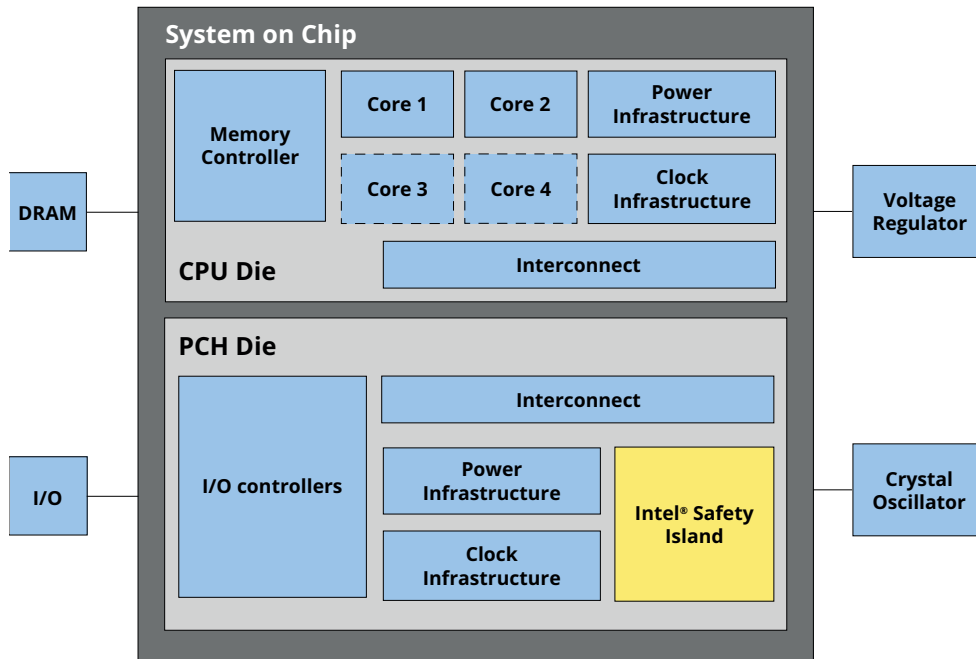 System on Chip
Memory
Controller
Core 1
Core 2
Power
Infrastructure
Core 3
Core 4
Clock
Infrastructure
CPU Die
Interconnect
DRAM
Voltage
Regulator
PCH Die
Interconnect
I/O controllers
Power
Infrastructure
Intel® Safety
Island
Clock
Infrastructure
I/O
Crystal
Oscillator